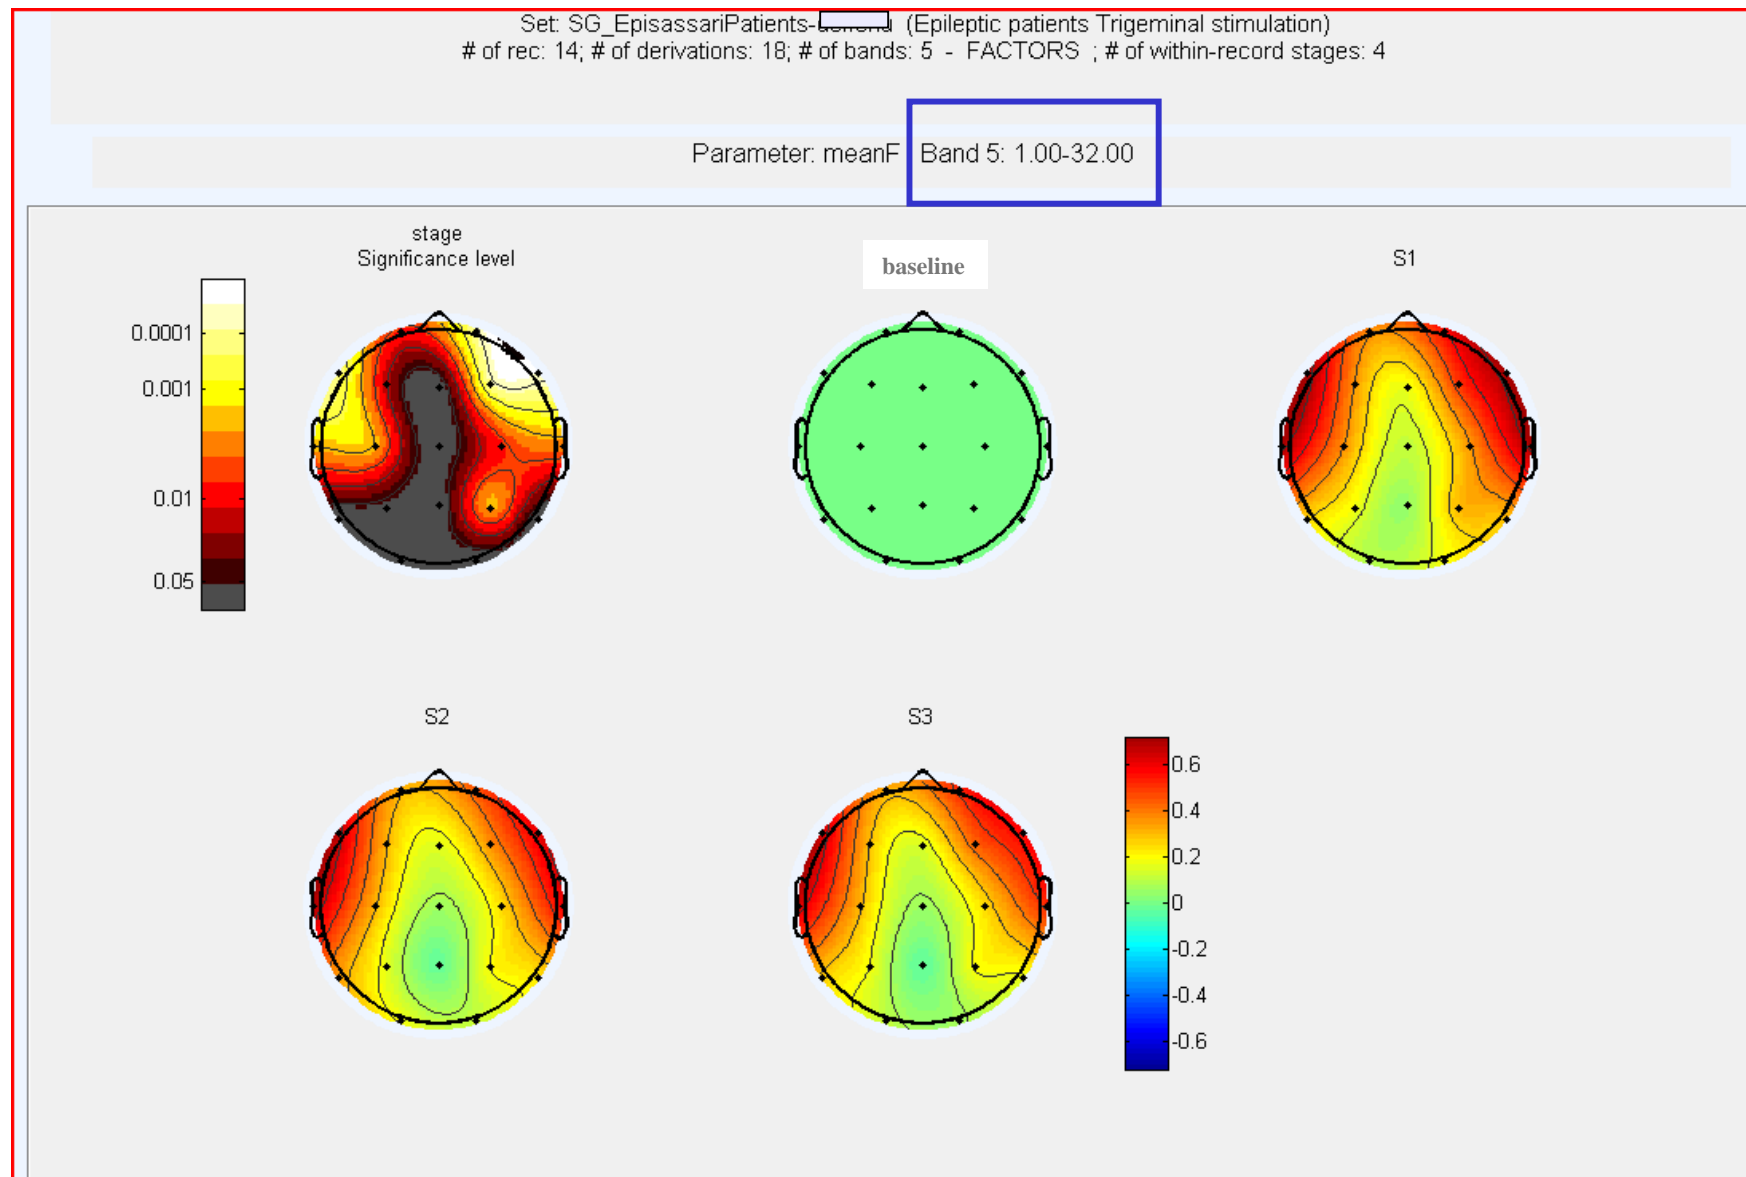 Set: SG_EpisassariPatients- (Epileptic patients Trigeminal stimulation)
# of rec: 14; # of derivations: 18; # of bands: 5 - FACTORS ; # of within-record stages: 4
Parameter: meanF Band 5: 1.00-32.00
stage
Significance level
baseline
S1
0.0001
0.001
0.01
0.05
S2
S3
0.6
0.4
0.2
0
-0.2
-0.4
-0.6